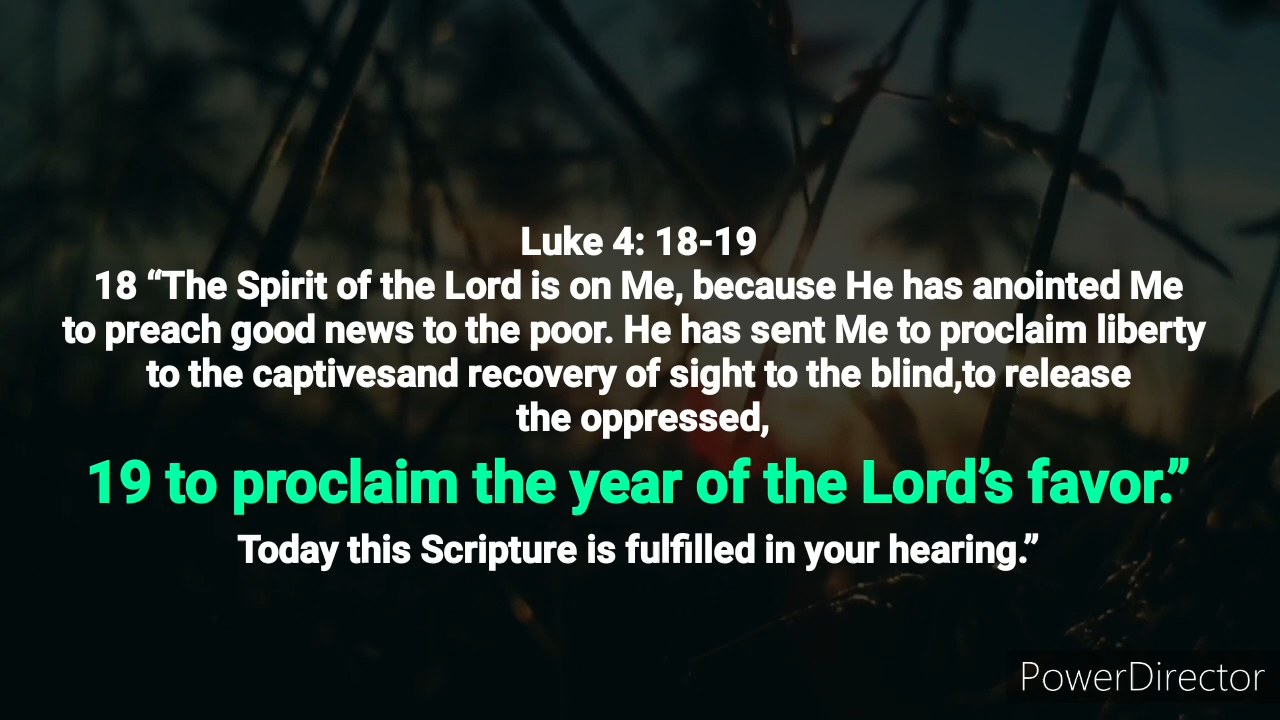 Luke 4: 18-19
18 “The Spirit of the Lord is on Me, because He has anointed Me
to preach good news to the poor. He has sent Me to proclaim liberty
to the captivesand recovery of sight to the blind,to release
the oppressed,
19 to proclaim the year of the Lord’s favor.”
Today this Scripture is fulfilled in your hearing.”
PowerDirector